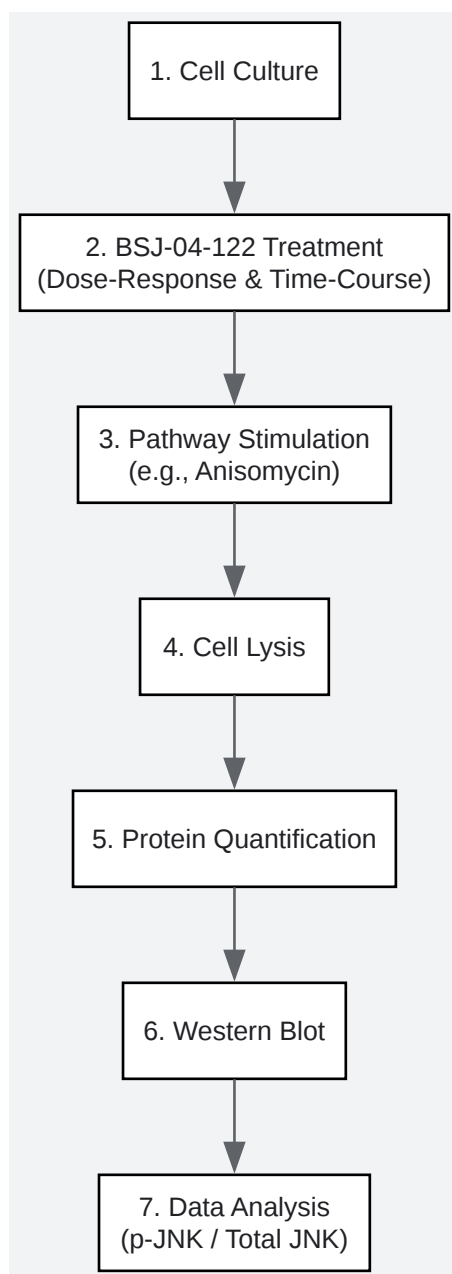 1. Cell Culture
2. BSJ-04-122 Treatment
(Dose-Response & Time-Course)
3. Pathway Stimulation
(e.g., Anisomycin)
4. Cell Lysis
5. Protein Quantification
6. Western Blot
7. Data Analysis
(p-JNK / Total JNK)